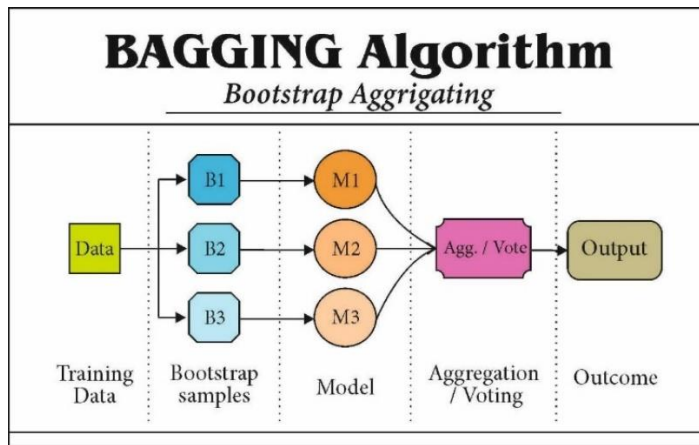 BAGGING Algorithm
Bootstrap Aggrigating
B1
M1
Data
B2
M2
Agg. / Vote
Output
B3
M3
Training
Data
Bootstrap
samples
Model
Aggregation
/ Voting
Outcome